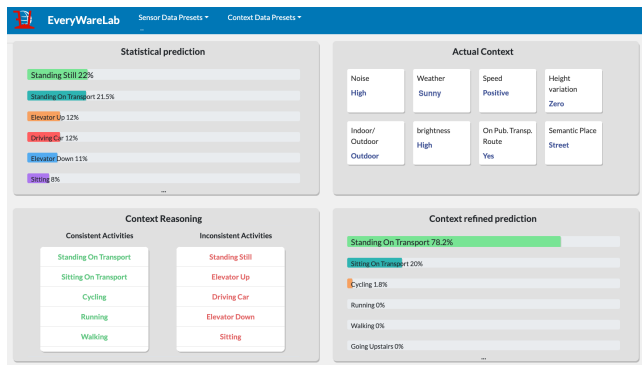 EveryWareLab
Sensor Data Presets
Context Data Presets
...
Statistical prediction
Standing Still 22%
Standing On Transport 21.5%
Elevator Up 12%
Driving Car 12%
Elevator Down 11%
Sitting 8%
...
Actual Context
Noise
High
Weather
Sunny
Speed
Positive
Height
variation
Zero
Indoor/
Outdoor
Outdoor
brightness
High
On Pub. Transp.
Route
Yes
Semantic Place
Street
Context Reasoning
Consistent Activities
Standing On Transport
Sitting On Transport
Cycling
Running
Walking
Inconsistent Activities
Standing Still
Elevator Up
Driving Car
Elevator Down
Sitting
Context refined prediction
Standing On Transport 78.2%
Sitting On Transport 20%
Cycling 1.8%
Running 0%
Walking 0%
Going Upstairs 0%
...